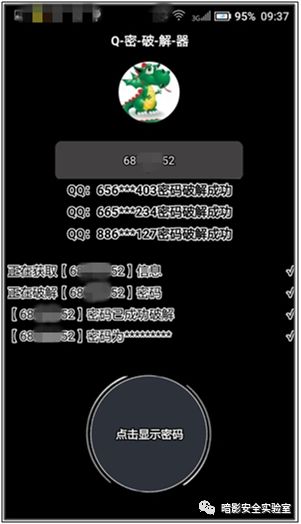 3G 95% 09:37
Q-密-破-解-器
68 52
QQ：656***403密码破解成功
QQ：665***234密码破解成功
QQ：886***127密码破解成功
正在获取【68 52】信息 √
正在破解【68 52】密码 √
【68 52】密码已成功破解 √
【68 52】密码为********* √
点击显示密码
暗影安全实验室